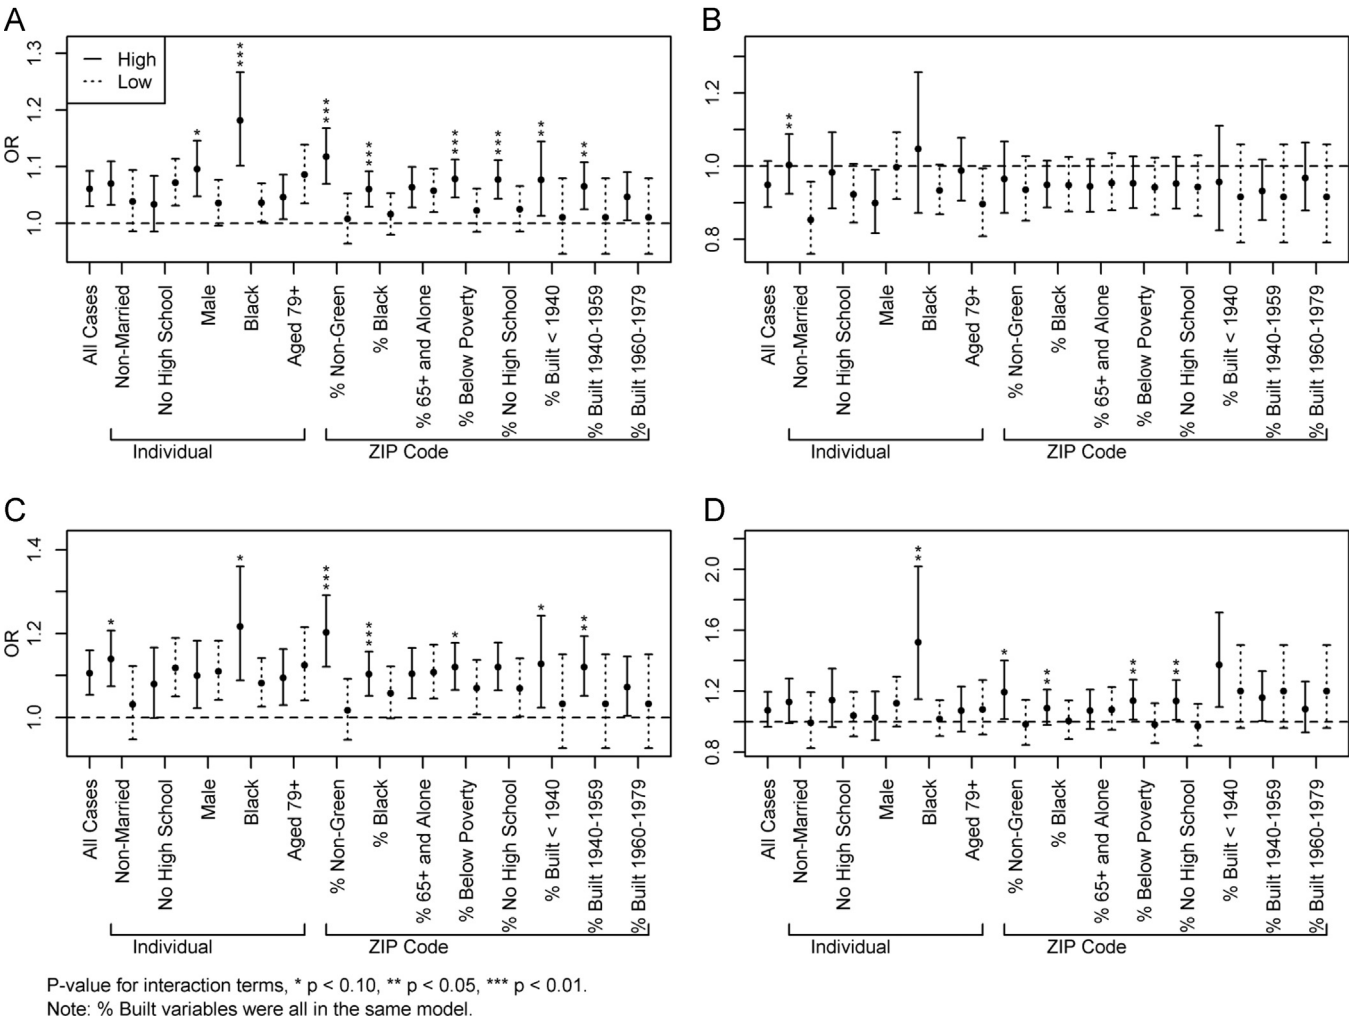 A
B
1.3
1.2
1.1
1.0
OR
High
Low
***
*
***
***
***
***
**
**
1.2
1.0
0.8
**
All Cases
Non-Married
No High School
Male
Black
Aged 79+
% Non-Green
% Black
% 65+ and Alone
% Below Poverty
% No High School
% Built < 1940
% Built 1940-1959
% Built 1960-1979
Individual
ZIP Code
All Cases
Non-Married
No High School
Male
Black
Aged 79+
% Non-Green
% Black
% 65+ and Alone
% Below Poverty
% No High School
% Built < 1940
% Built 1940-1959
% Built 1960-1979
Individual
ZIP Code
C
D
1.4
1.2
1.0
OR
*
*
***
***
*
*
**
2.0
1.6
1.2
0.8
**
*
**
**
**
All Cases
Non-Married
No High School
Male
Black
Aged 79+
% Non-Green
% Black
% 65+ and Alone
% Below Poverty
% No High School
% Built < 1940
% Built 1940-1959
% Built 1960-1979
Individual
ZIP Code
All Cases
Non-Married
No High School
Male
Black
Aged 79+
% Non-Green
% Black
% 65+ and Alone
% Below Poverty
% No High School
% Built < 1940
% Built 1940-1959
% Built 1960-1979
Individual
ZIP Code
P-value for interaction terms, * p < 0.10, ** p < 0.05, *** p < 0.01.
Note: % Built variables were all in the same model.